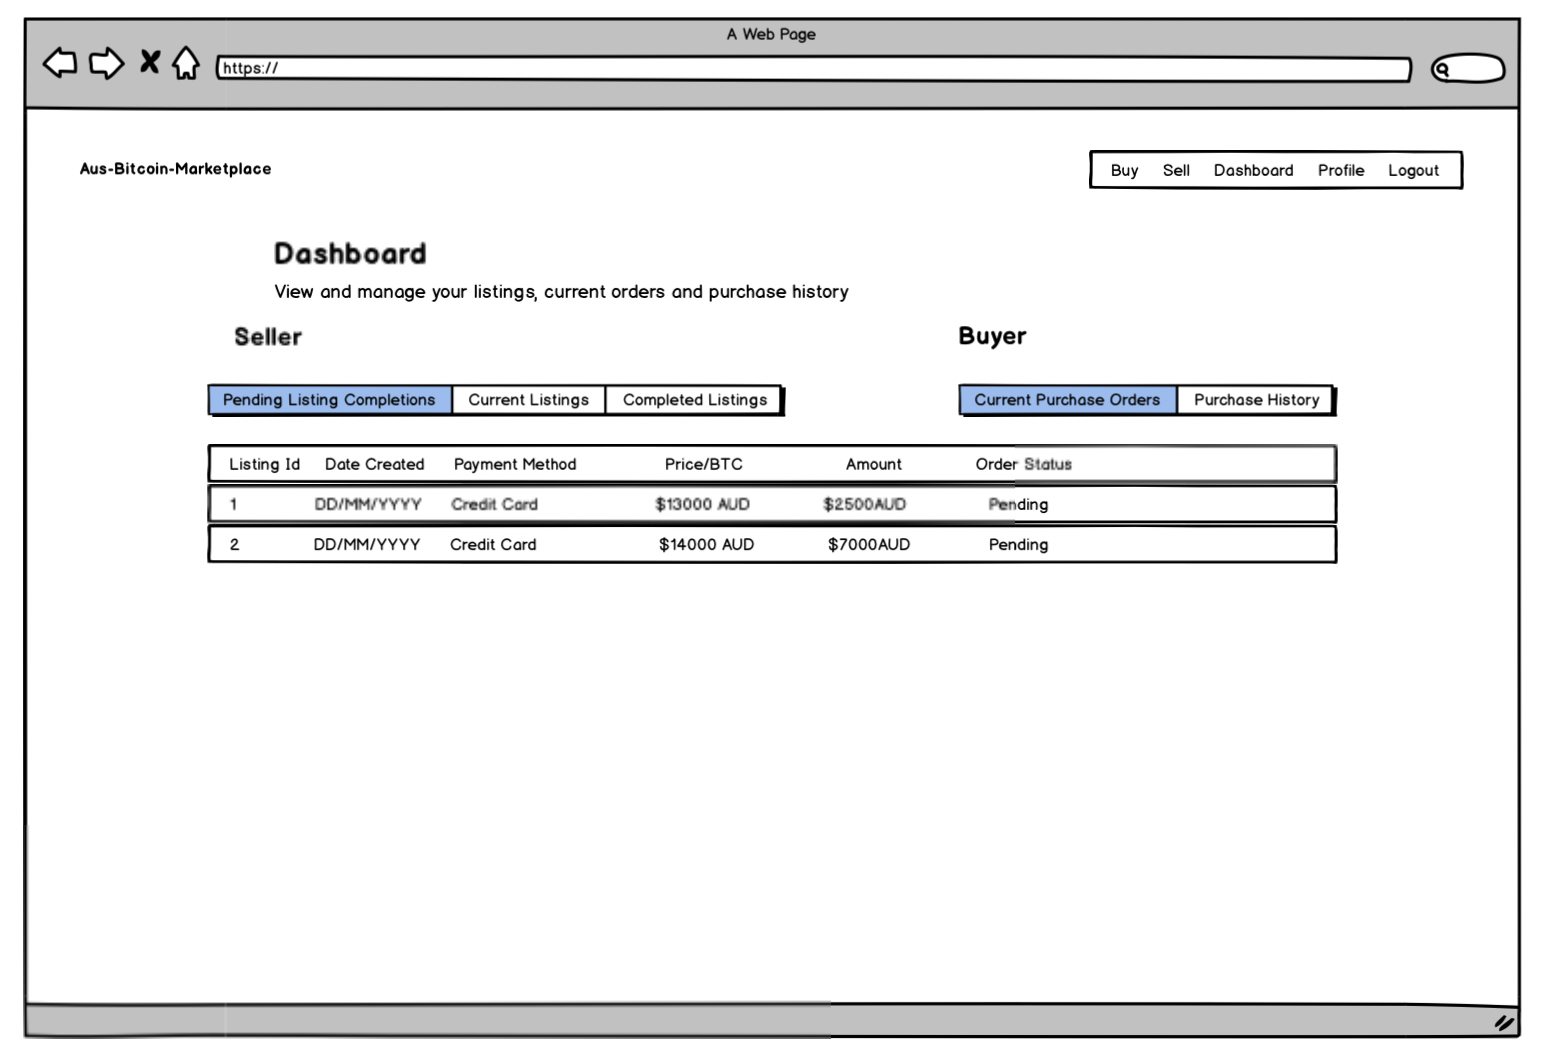 A Web Page
https://
Aus-Bitcoin-Marketplace
Buy Sell Dashboard Profile Logout
Dashboard
View and manage your listings, current orders and purchase history
Seller Buyer
Pending Listing Completions Current Listings Completed Listings Current Purchase Orders Purchase History
Listing Id Date Created Payment Method Price/BTC Amount Order Status
1 DD/MM/YYYY Credit Card $13000 AUD $2500AUD Pending
2 DD/MM/YYYY Credit Card $14000 AUD $7000AUD Pending